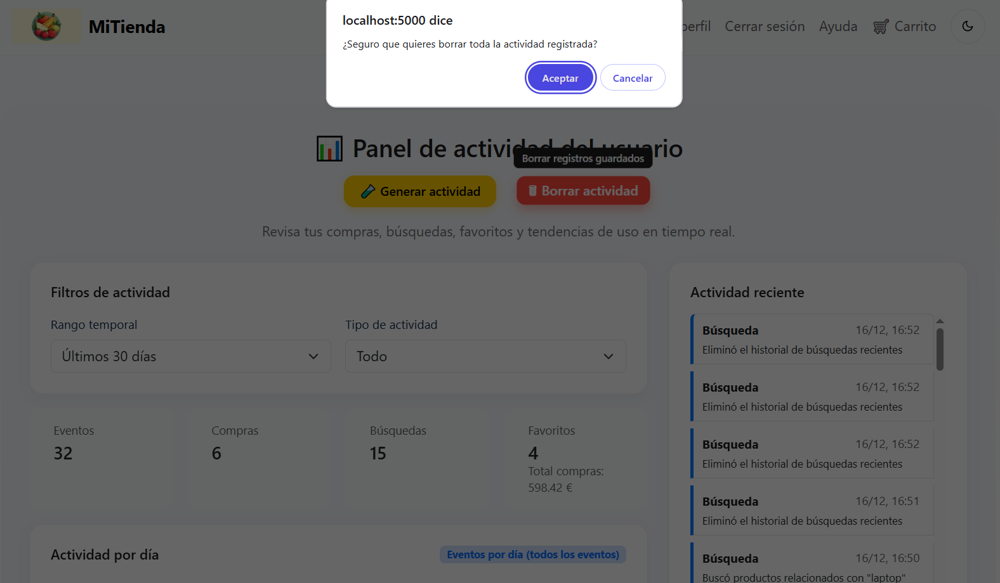 MiTienda
perfil
Cerrar sesión
Ayuda
Carrito
localhost:5000 dice
¿Seguro que quieres borrar toda la actividad registrada?
Aceptar
Cancelar
Panel de actividad del usuario
Borrar registros guardados
Generar actividad
Borrar actividad
Revisa tus compras, búsquedas, favoritos y tendencias de uso en tiempo real.
Filtros de actividad
Rango temporal
Tipo de actividad
Últimos 30 días
Todo
Eventos
32
Compras
6
Búsquedas
15
Favoritos
4
Total compras:
598.42 €
Actividad por día
Eventos por día (todos los eventos)
Actividad reciente
Búsqueda 16/12, 16:52
Eliminó el historial de búsquedas recientes
Búsqueda 16/12, 16:52
Eliminó el historial de búsquedas recientes
Búsqueda 16/12, 16:52
Eliminó el historial de búsquedas recientes
Búsqueda 16/12, 16:51
Eliminó el historial de búsquedas recientes
Búsqueda 16/12, 16:50
Buscó productos relacionados con "laptop"